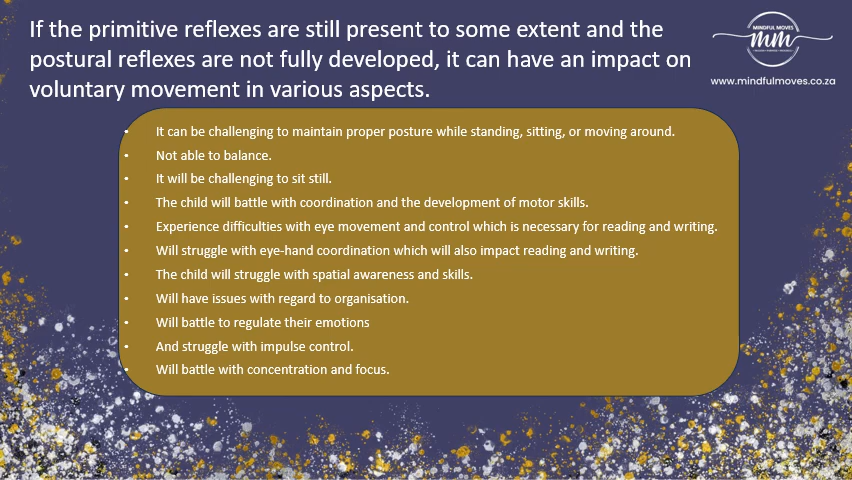 If the primitive reflexes are still present to some extent and the
postural reflexes are not fully developed, it can have an impact on
voluntary movement in various aspects.
MINDFUL MOVES
mm
www.mindfulmoves.co.za
• It can be challenging to maintain proper posture while standing, sitting, or moving around.
• Not able to balance.
• It will be challenging to sit still.
• The child will battle with coordination and the development of motor skills.
• Experience difficulties with eye movement and control which is necessary for reading and writing.
• Will struggle with eye-hand coordination which will also impact reading and writing.
• The child will struggle with spatial awareness and skills.
• Will have issues with regard to organisation.
• Will battle to regulate their emotions
• And struggle with impulse control.
• Will battle with concentration and focus.